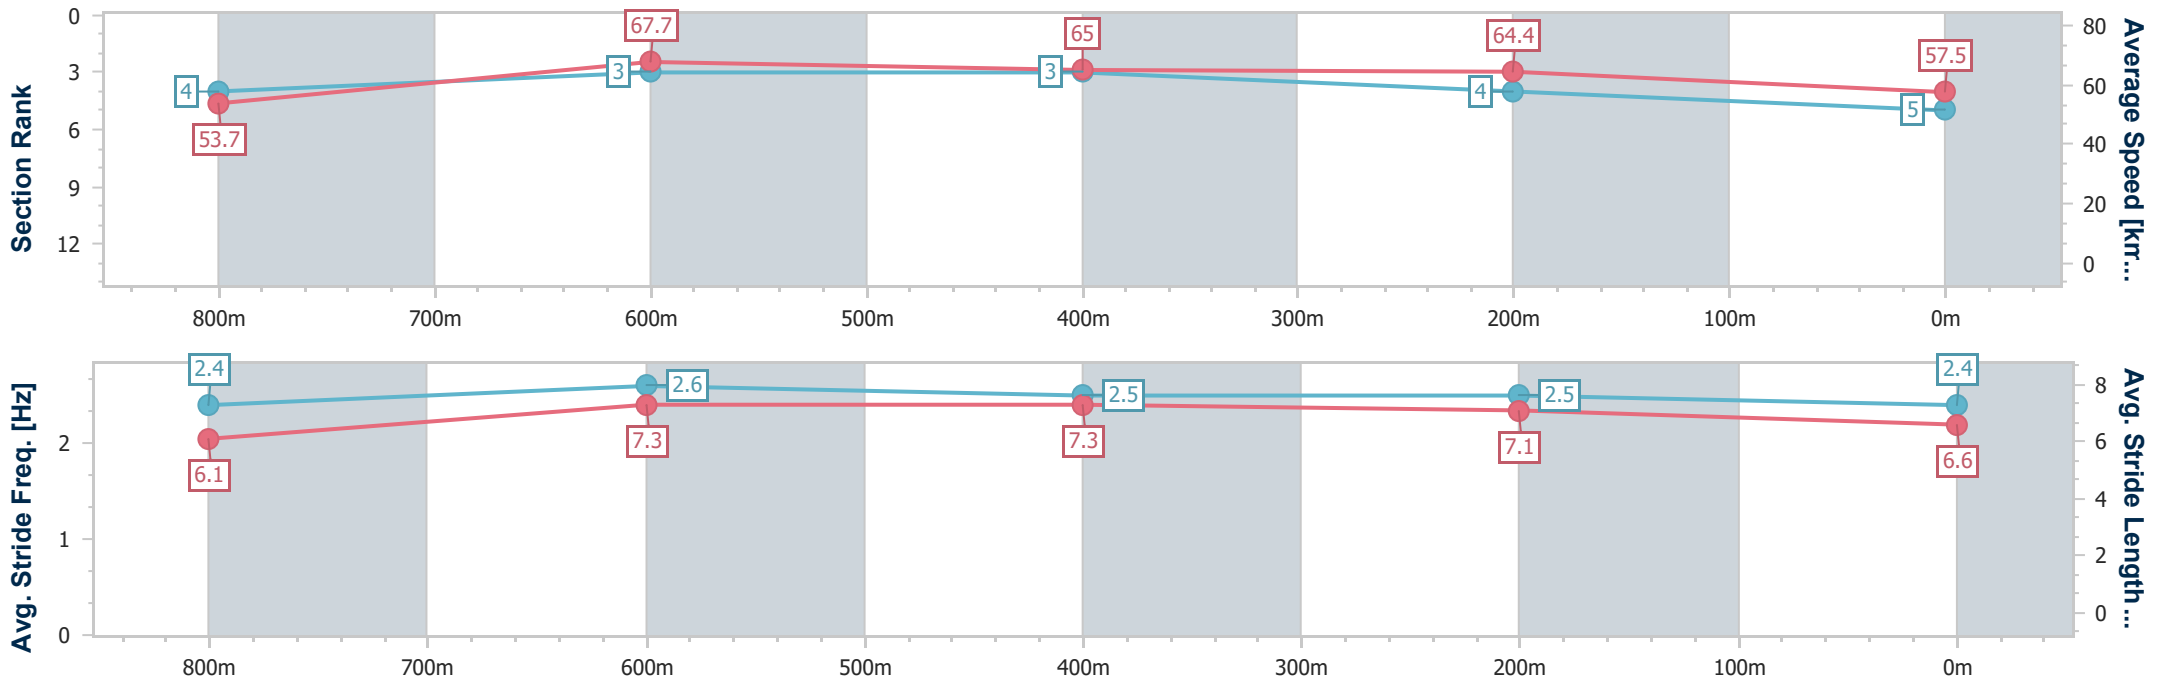 Section Rank
0
3
6
9
12
4
3
3
4
5
53.7
67.7
65
64.4
57.5
80
60
40
20
0
Average Speed [km...
800m
700m
600m
500m
400m
300m
200m
100m
0m
Avg. Stride Freq. [Hz]
2
1
0
2.4
2.6
2.5
2.5
2.4
6.1
7.3
7.3
7.1
6.6
8
6
4
2
0
Avg. Stride Length ...
800m
700m
600m
500m
400m
300m
200m
100m
0m